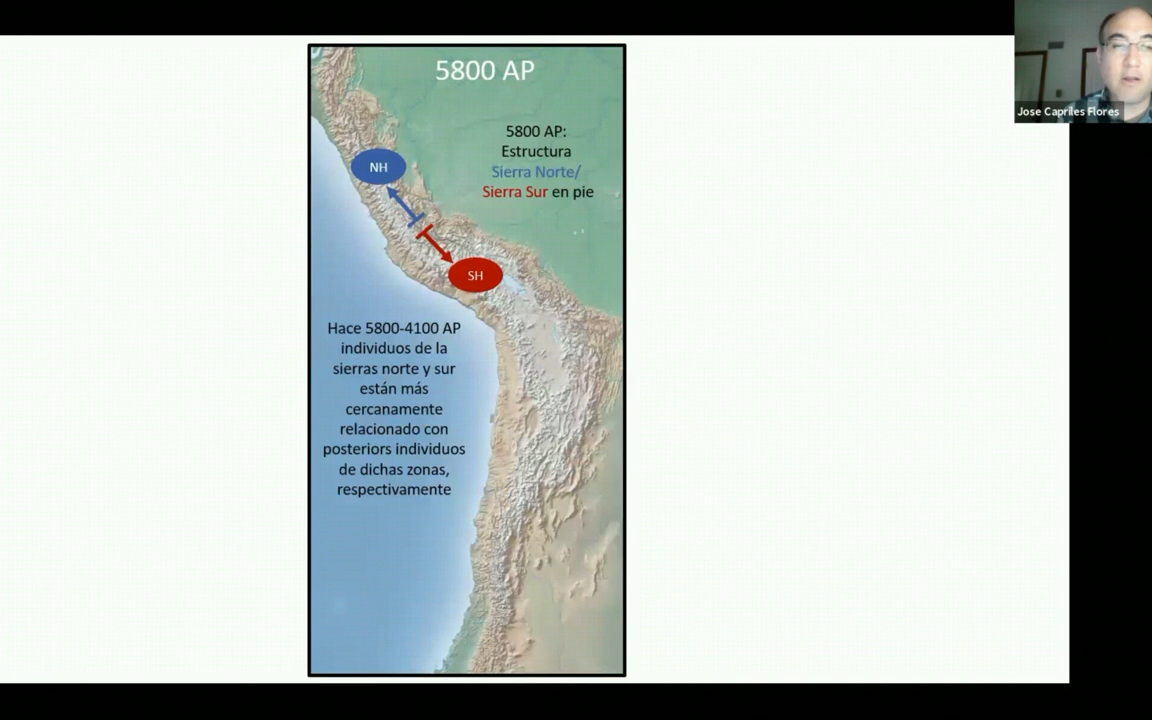 5800 AP
5800 AP:
Estructura
Sierra Norte/
Sierra Sur en pie
NH
SH
Hace 5800-4100 AP
individuos de la
sierras norte y sur
están más
cercanamente
relacionado con
posteriors individuos
de dichas zonas,
respectivamente
Jose Capriles Flores